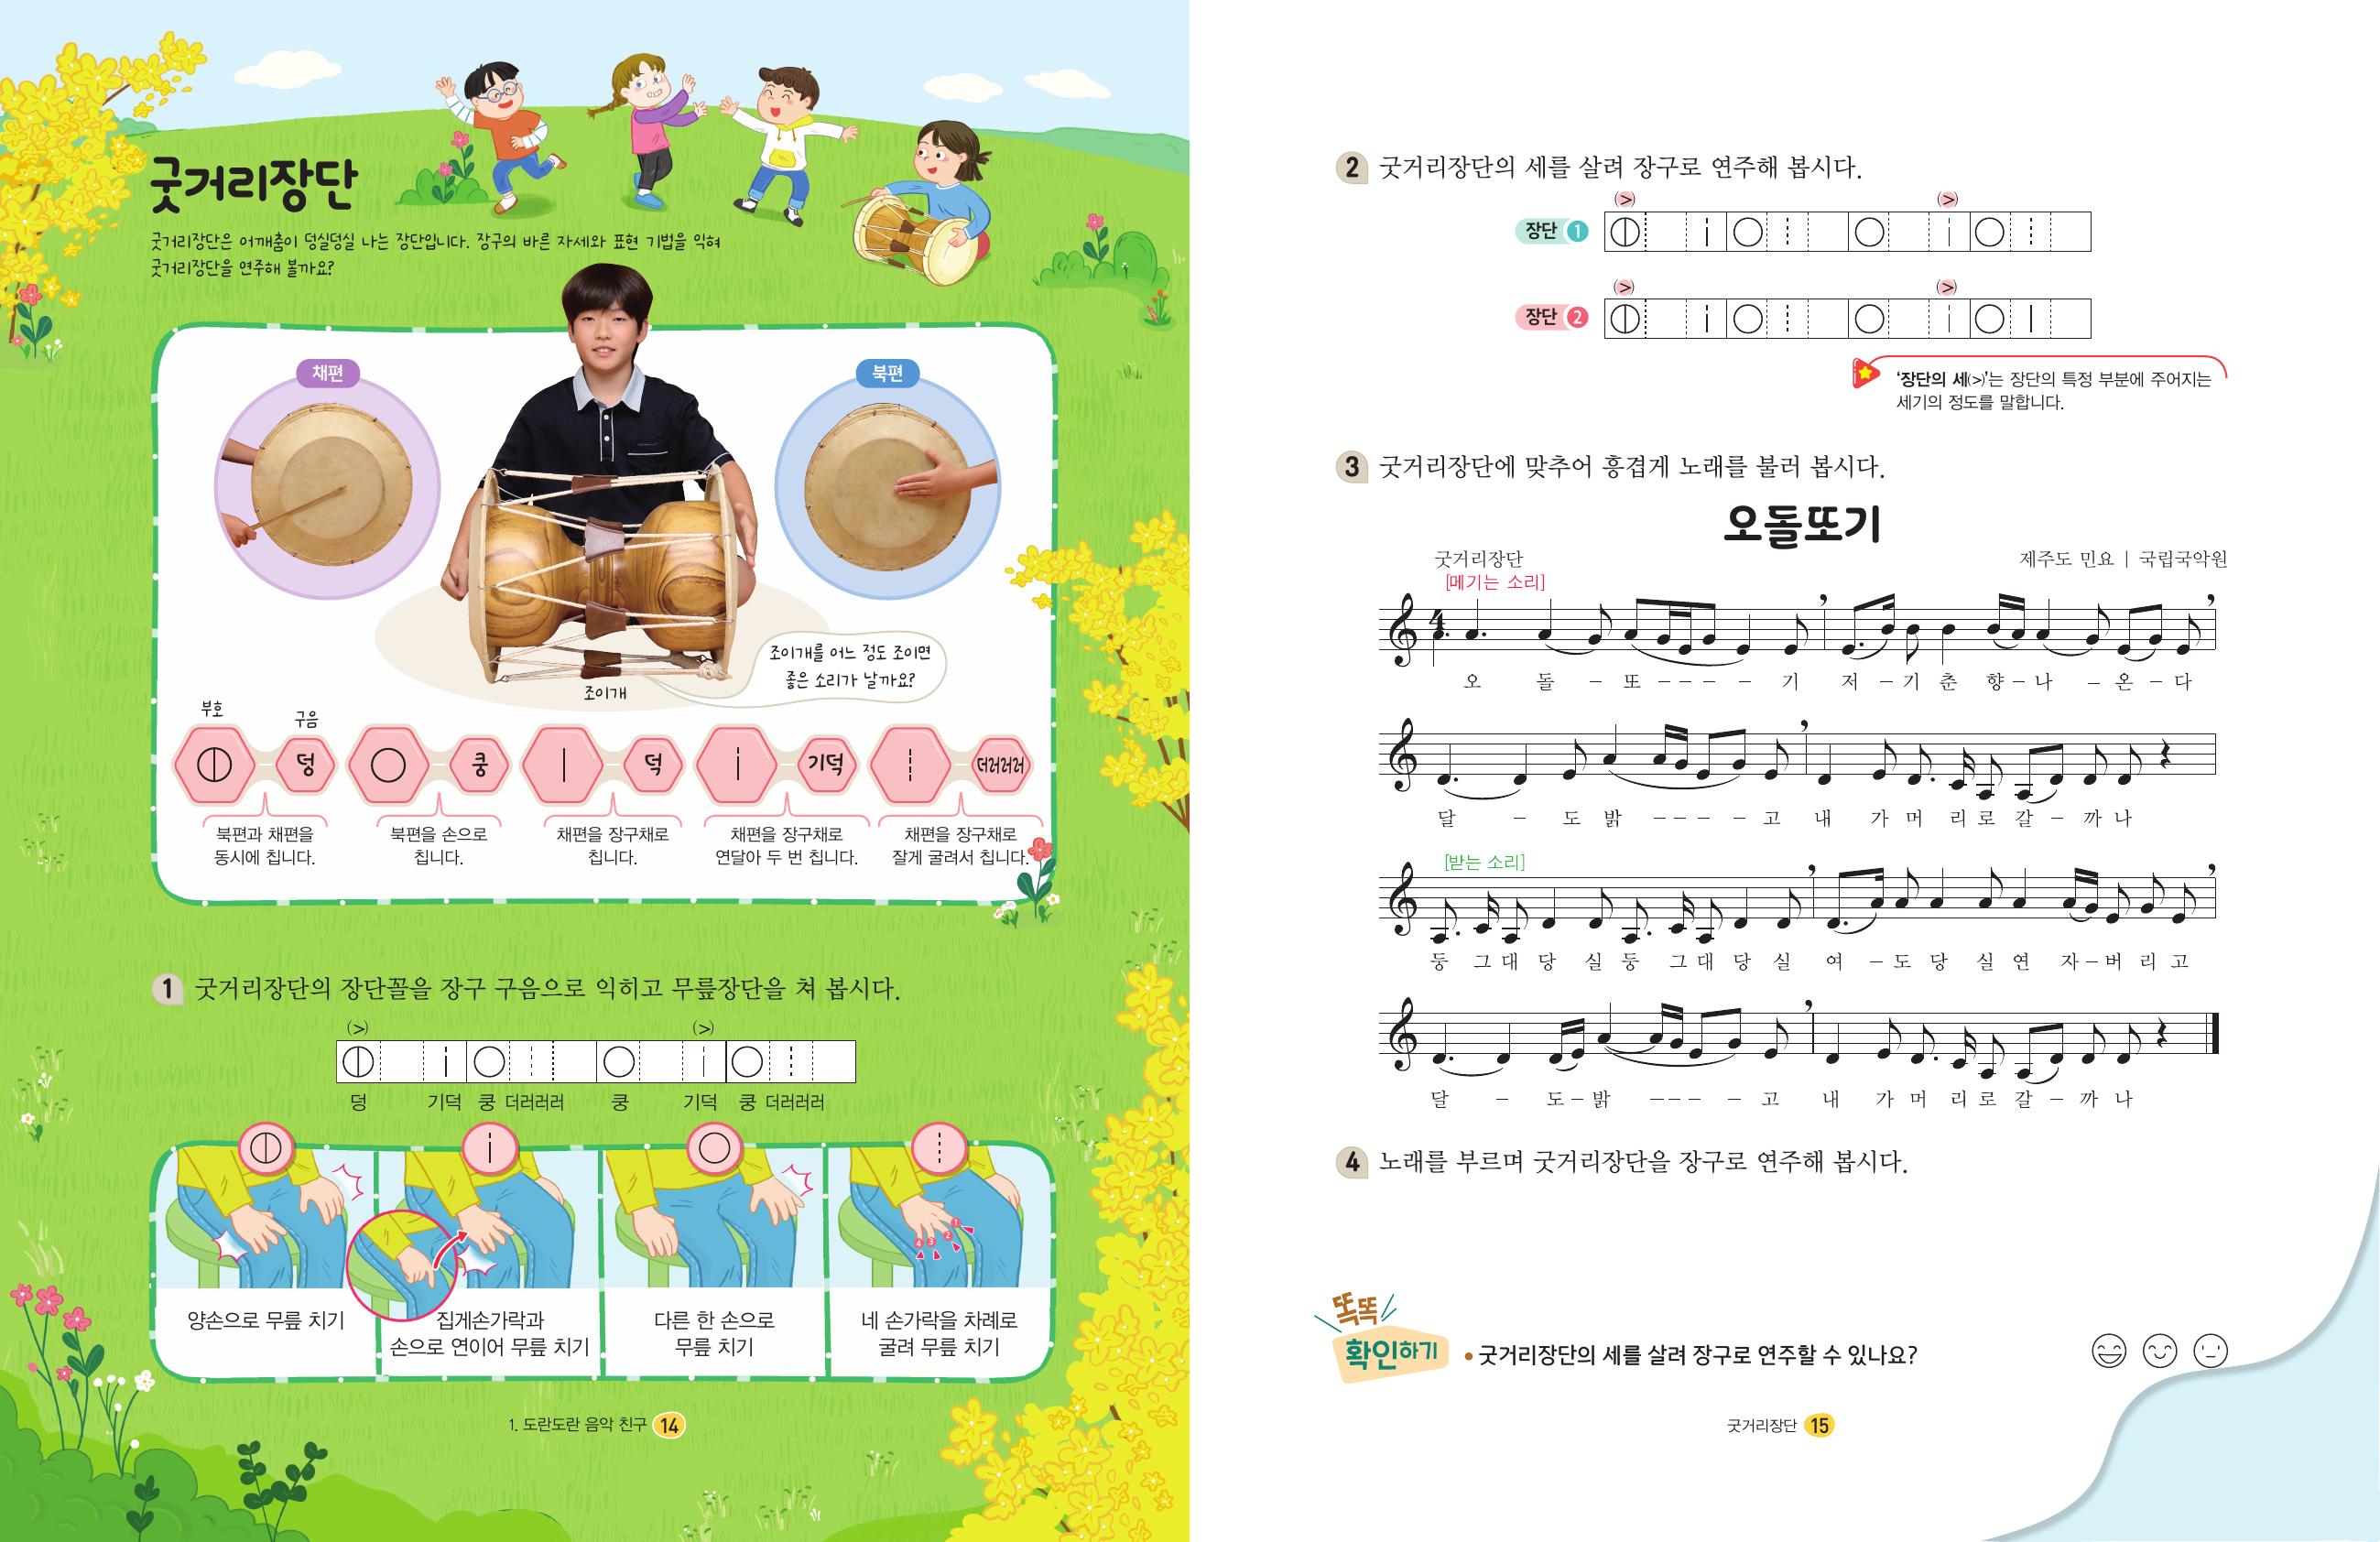 굿거리장단
굿거리장단은 어깨춤이 덩실덩실 나는 장단입니다. 장구의 바른 자세와 표현 기법을 익혀
굿거리장단을 연주해 볼까요?
채편
북편
조이개를 어느 정도 조이면
좋은 소리가 날까요?
조이개
부호
구음
덩
쿵
덕
기덕
더러러러
북편과 채편을
동시에 칩니다.
북편을 손으로
칩니다.
채편을 장구채로
칩니다.
채편을 장구채로
연달아 두 번 칩니다.
채편을 장구채로
잘게 굴려서 칩니다.
1 굿거리장단의 장단꼴을 장구 구음으로 익히고 무릎장단을 쳐 봅시다.
(>) (>)
덩 기덕 쿵 더러러러 쿵 기덕 쿵 더러러러
4 3 2 1
양손으로 무릎 치기
집게손가락과
손으로 연이어 무릎 치기
다른 한 손으로
무릎 치기
네 손가락을 차례로
굴려 무릎 치기
1. 도란도란 음악 친구 14
2 굿거리장단의 세를 살려 장구로 연주해 봅시다.
(>) (>)
장단 1
(>) (>)
장단 2
'장단의 세(>)'는 장단의 특정 부분에 주어지는
세기의 정도를 말합니다.
3 굿거리장단에 맞추어 흥겹게 노래를 불러 봅시다.
오돌또기
굿거리장단
제주도 민요 | 국립국악원
[메기는 소리]
4
오 돌 – 또 – – – – 기 저 – 기 춘 향 – 나 – 온 – 다
달 – 도 밝 – – – – 고 내 가 머 리 로 갈 – 까 나
[받는 소리]
둥 그 대 당 실 둥 그 대 당 실 여 – 도 당 실 연 자 – 버 리 고
달 – 도 – 밝 – – – – 고 내 가 머 리 로 갈 – 까 나
4 노래를 부르며 굿거리장단을 장구로 연주해 봅시다.
똑똑
확인하기
• 굿거리장단의 세를 살려 장구로 연주할 수 있나요?
굿거리장단 15